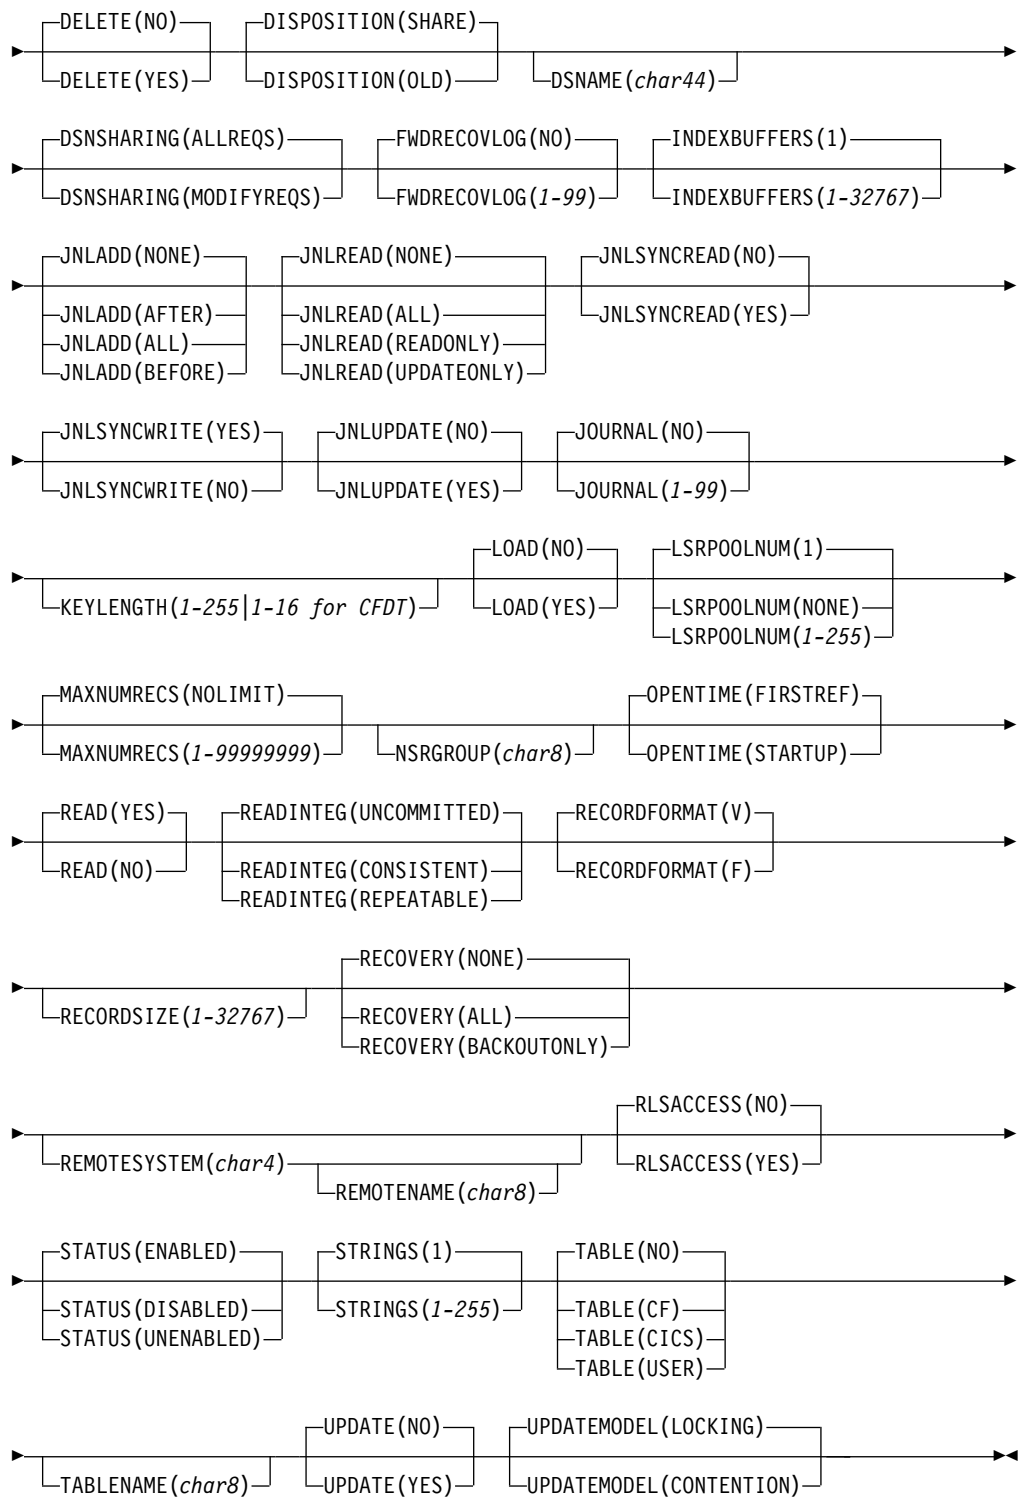 DELETE(NO) DISPOSITION(SHARE)
DELETE(YES) DISPOSITION(OLD) DSNAME(char44)
DSNSHARING(ALLREQS) FWDRECOVLOG(NO) INDEXBUFFERS(1)
DSNSHARING(MODIFYREQS) FWDRECOVLOG(1-99) INDEXBUFFERS(1-32767)
JNLADD(NONE) JNLREAD(NONE) JNLSYNCREAD(NO)
JNLADD(AFTER) JNLREAD(ALL) JNLSYNCREAD(YES)
JNLADD(ALL) JNLREAD(READONLY)
JNLADD(BEFORE) JNLREAD(UPDATEONLY)
JNLSYNCWRITE(YES) JNLUPDATE(NO) JOURNAL(NO)
JNLSYNCWRITE(NO) JNLUPDATE(YES) JOURNAL(1-99)
LOAD(NO) LSRPOOLNUM(1)
KEYLENGTH(1-255|1-16 for CFDT) LOAD(YES) LSRPOOLNUM(NONE)
LSRPOOLNUM(1-255)
MAXNUMRECS(NOLIMIT) OPENTIME(FIRSTREF)
MAXNUMRECS(1-99999999) NSRGROUP(char8) OPENTIME(STARTUP)
READ(YES) READINTEG(UNCOMMITTED) RECORDFORMAT(V)
READ(NO) READINTEG(CONSISTENT) RECORDFORMAT(F)
READINTEG(REPEATABLE)
RECOVERY(NONE)
RECORDSIZE(1-32767) RECOVERY(ALL)
RECOVERY(BACKOUTONLY)
RLSACCESS(NO)
REMOTESYSTEM(char4) RLSACCESS(YES)
REMOTENAME(char8)
STATUS(ENABLED) STRINGS(1) TABLE(NO)
STATUS(DISABLED) STRINGS(1-255) TABLE(CF)
STATUS(UNENABLED) TABLE(CICS)
TABLE(USER)
UPDATE(NO) UPDATEMODEL(LOCKING)
TABLENAME(char8) UPDATE(YES) UPDATEMODEL(CONTENTION)